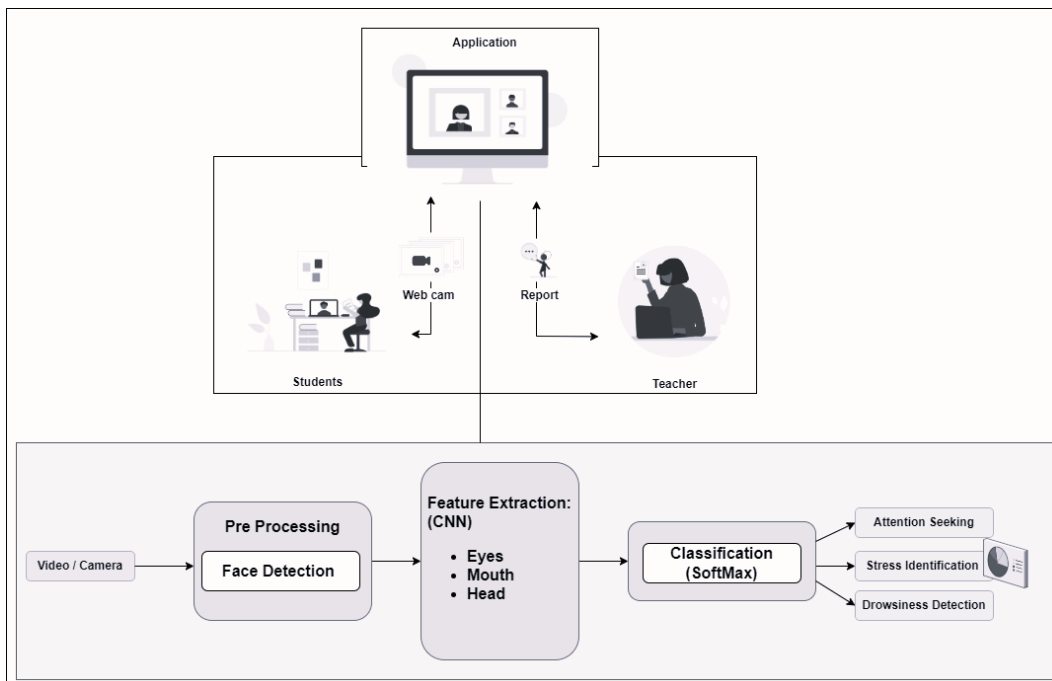 Application
Web cam
Report
Students
Teacher
Video / Camera
Pre Processing
Face Detection
Feature Extraction:
(CNN)
• Eyes
• Mouth
• Head
Classification
(SoftMax)
Attention Seeking
Stress Identification
Drowsiness Detection